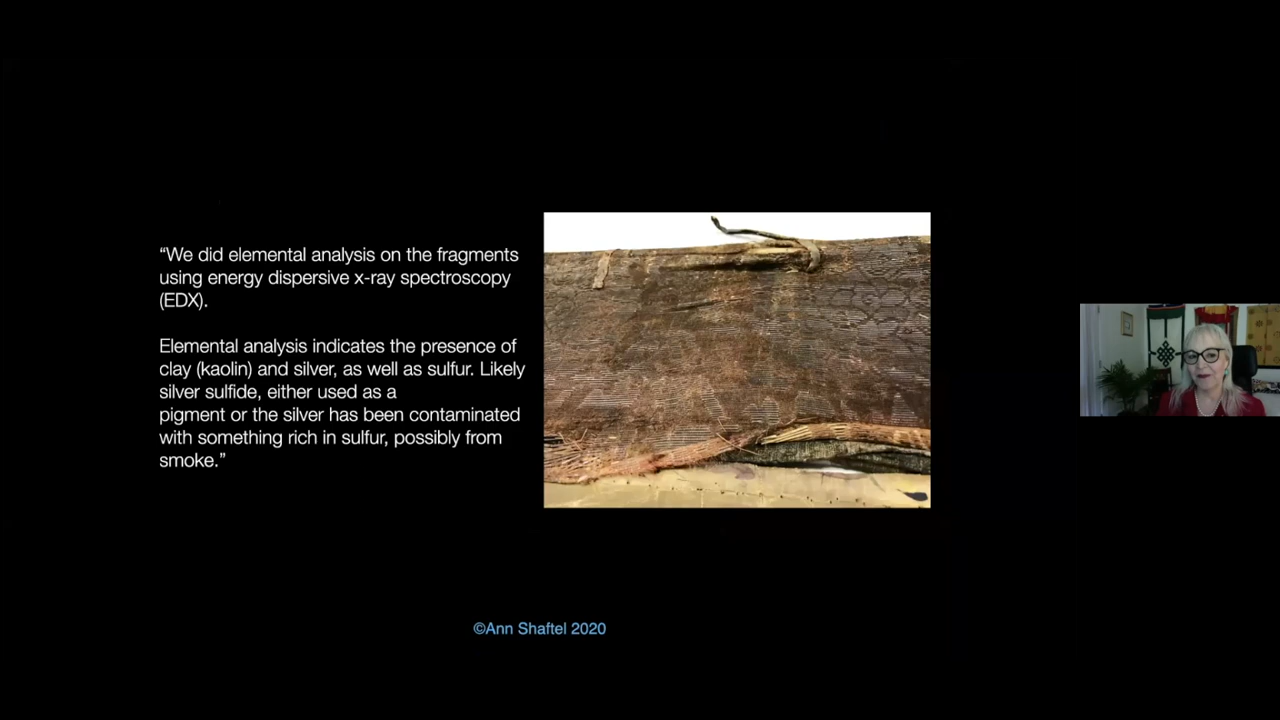 “We did elemental analysis on the fragments
using energy dispersive x-ray spectroscopy
(EDX).
Elemental analysis indicates the presence of
clay (kaolin) and silver, as well as sulfur. Likely
silver sulfide, either used as a
pigment or the silver has been contaminated
with something rich in sulfur, possibly from
smoke.”
©Ann Shaftel 2020